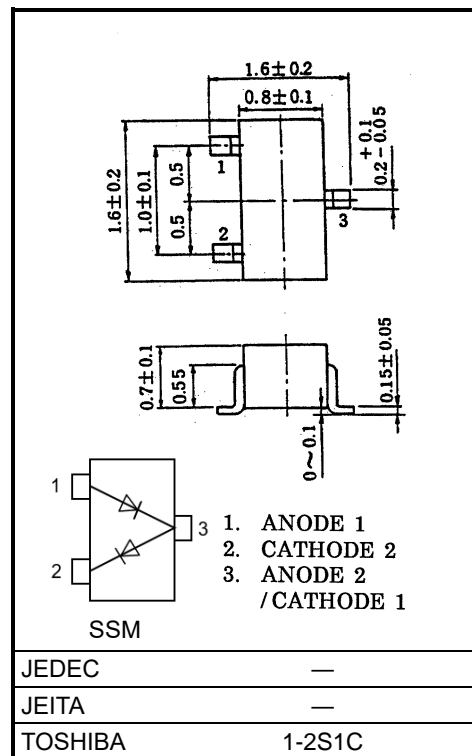 1.6±0.2
0.8±0.1
+ 0.1
0.2-0.05
1.6±0.2
1.0±0.1
0.5
0.5
1
2
3
0.7±0.1
0.55
0.15±0.05
0~0.1
1
2
3
1. ANODE 1
2. CATHODE 2
3. ANODE 2
/CATHODE 1
SSM
JEDEC —
JEITA —
TOSHIBA 1-2S1C